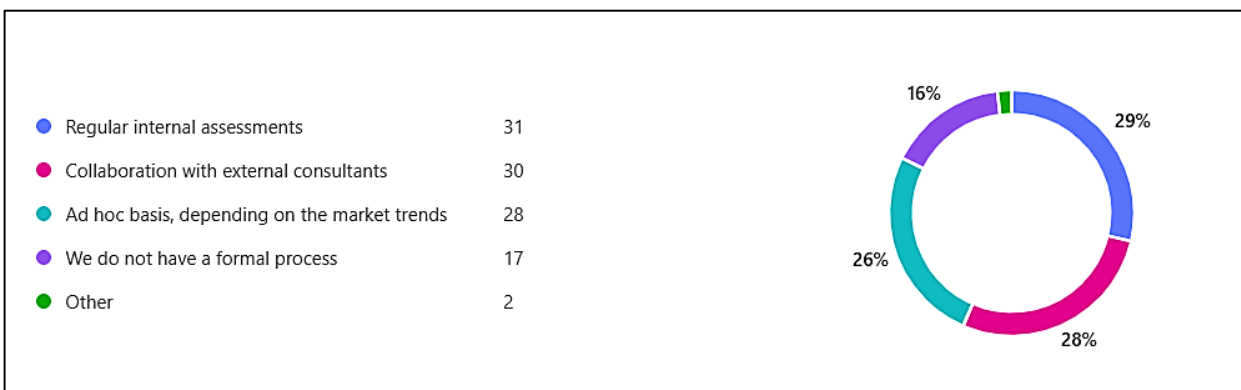 Regular internal assessments 31
Collaboration with external consultants 30
Ad hoc basis, depending on the market trends 28
We do not have a formal process 17
Other 2
16%
29%
26%
28%